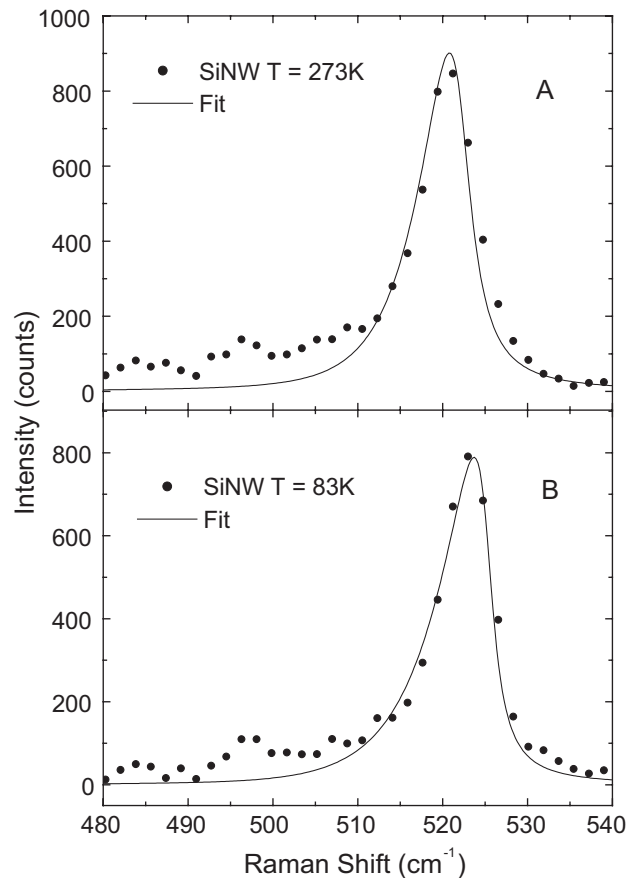 1000
800
600
400
200
0
SiNW T = 273K
Fit
A
Intensity (counts)
800
600
400
200
0
SiNW T = 83K
Fit
B
480 490 500 510 520 530 540
Raman Shift (cm⁻¹)